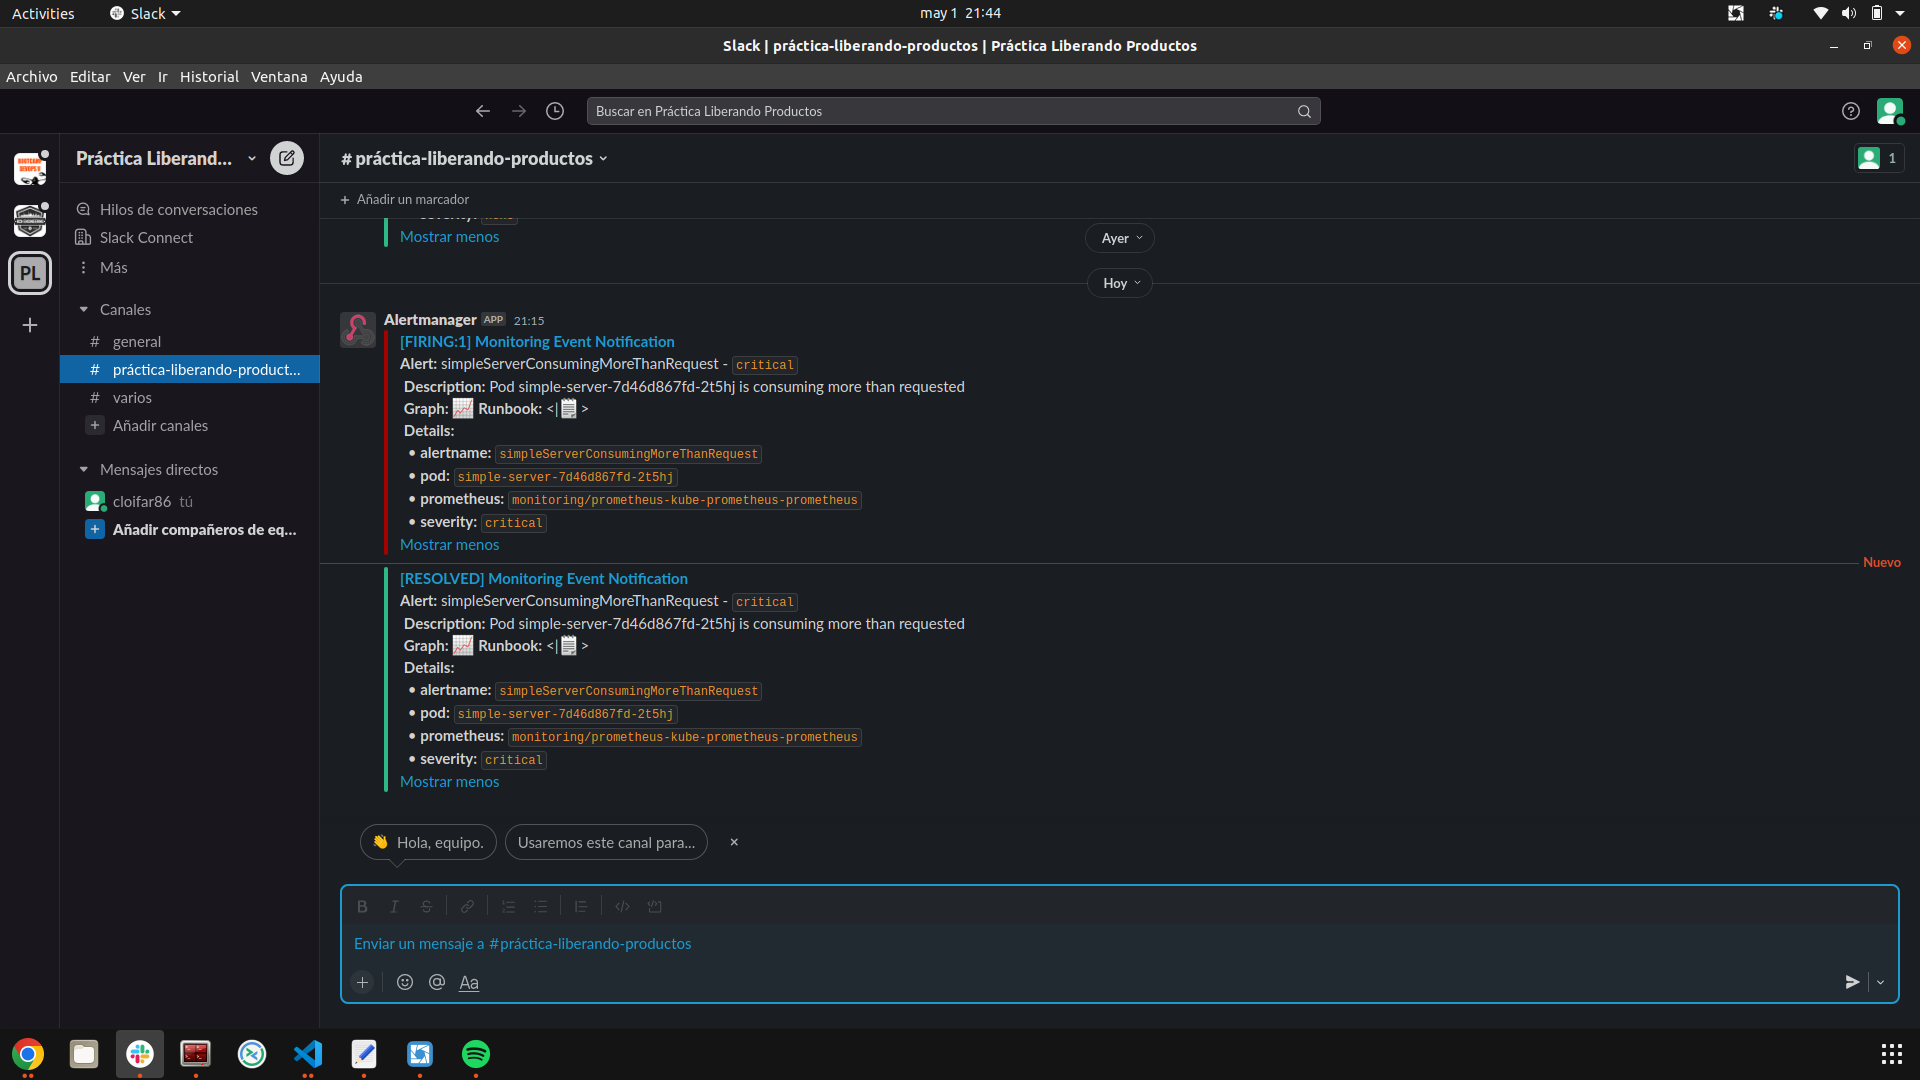 Activities
Slack
may 1 21:44
Slack | práctica-liberando-productos | Práctica Liberando Productos
Archivo Editar Ver Ir Historial Ventana Ayuda
Buscar en Práctica Liberando Productos
Práctica Liberand...
# práctica-liberando-productos
1
Añadir un marcador
PL
Hilos de conversaciones
Slack Connect
Más
Canales
# general
# práctica-liberando-product...
# varios
+ Añadir canales
Mensajes directos
cloifar86 tú
+ Añadir compañeros de eq...
Mostrar menos
Ayer
Hoy
Alertmanager APP 21:15
[FIRING:1] Monitoring Event Notification
Alert: simpleServerConsumingMoreThanRequest - critical
Description: Pod simple-server-7d46d867fd-2t5hj is consuming more than requested
Graph: Runbook: <| >
Details:
• alertname: simpleServerConsumingMoreThanRequest
• pod: simple-server-7d46d867fd-2t5hj
• prometheus: monitoring/prometheus-kube-prometheus-prometheus
• severity: critical
Mostrar menos
Nuevo
[RESOLVED] Monitoring Event Notification
Alert: simpleServerConsumingMoreThanRequest - critical
Description: Pod simple-server-7d46d867fd-2t5hj is consuming more than requested
Graph: Runbook: <| >
Details:
• alertname: simpleServerConsumingMoreThanRequest
• pod: simple-server-7d46d867fd-2t5hj
• prometheus: monitoring/prometheus-kube-prometheus-prometheus
• severity: critical
Mostrar menos
Hola, equipo.
Usaremos este canal para...
Enviar un mensaje a #práctica-liberando-productos
Aa